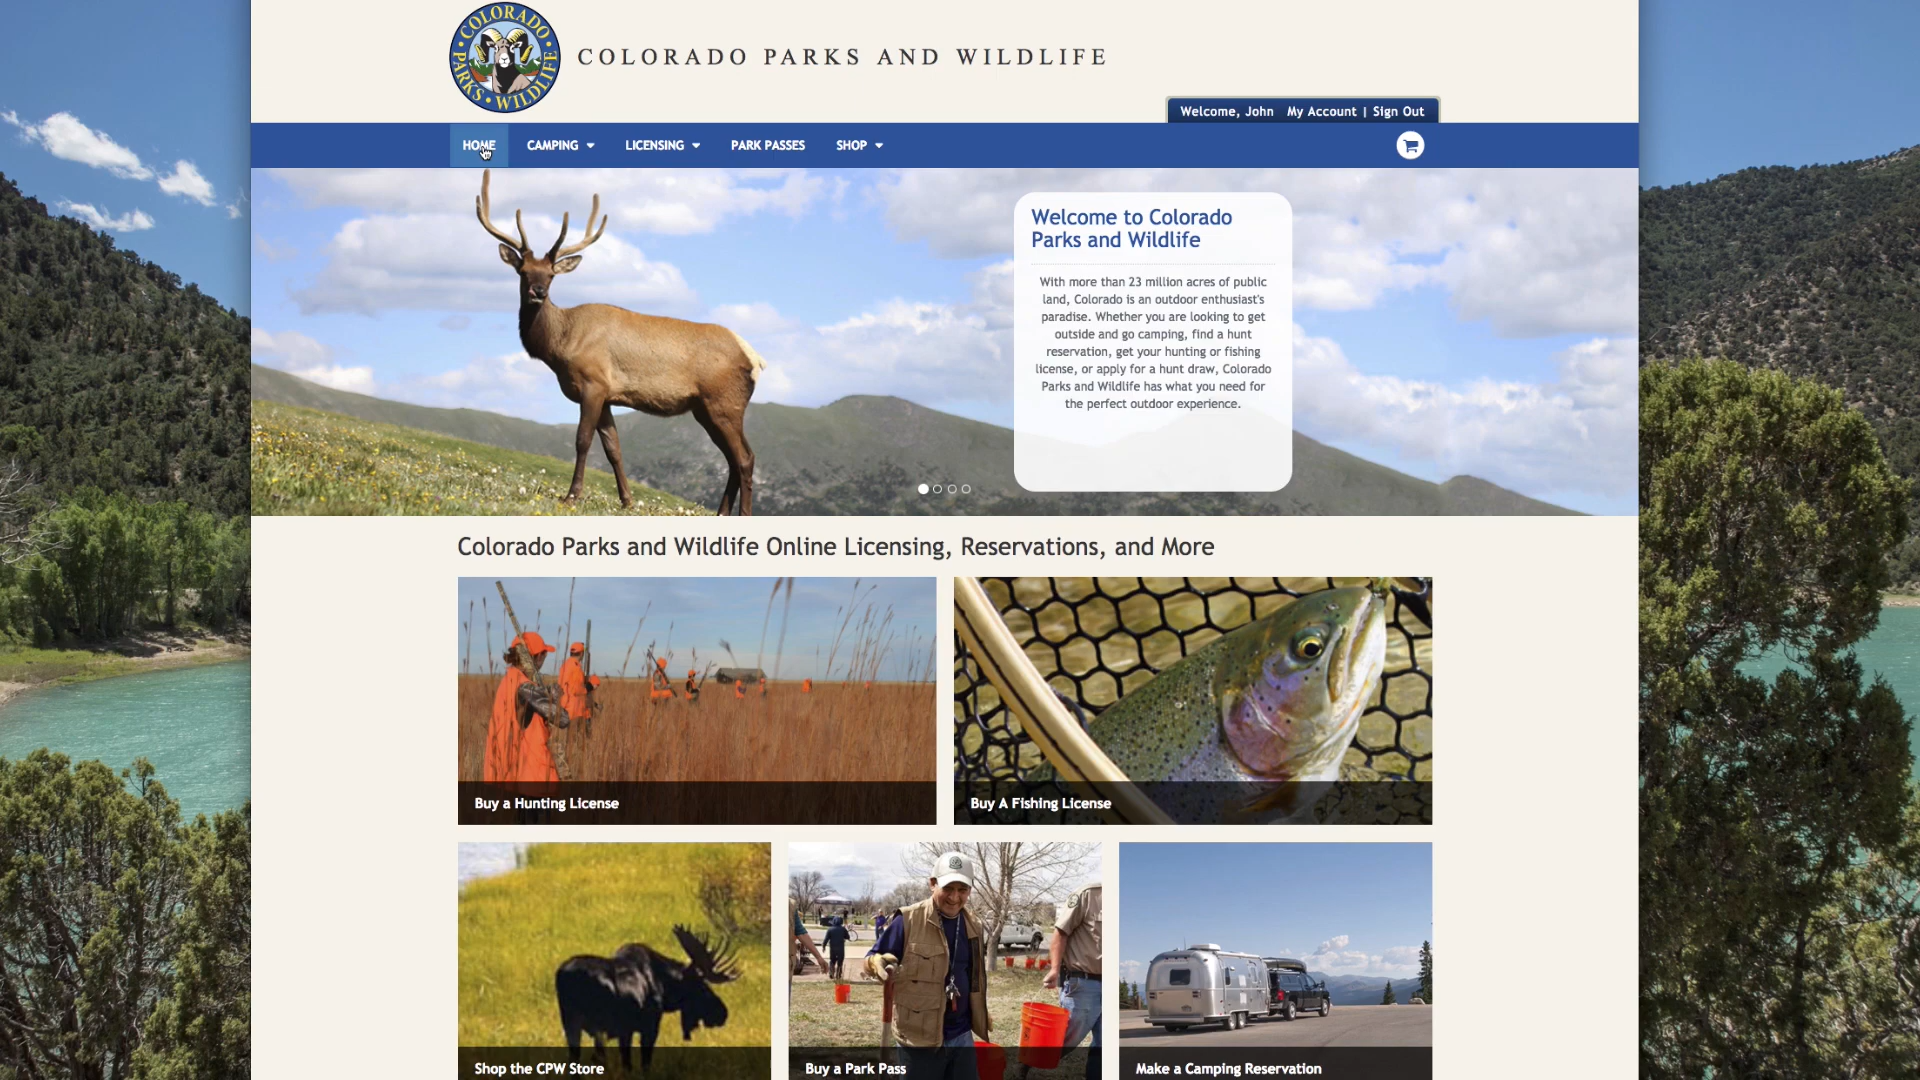 COLORADO
PARKS • WILDLIFE
COLORADO PARKS AND WILDLIFE
Welcome, John My Account | Sign Out
HOME CAMPING LICENSING PARK PASSES SHOP
Welcome to Colorado
Parks and Wildlife
With more than 23 million acres of public
land, Colorado is an outdoor enthusiast's
paradise. Whether you are looking to get
outside and go camping, find a hunt
reservation, get your hunting or fishing
license, or apply for a hunt draw, Colorado
Parks and Wildlife has what you need for
the perfect outdoor experience.
Colorado Parks and Wildlife Online Licensing, Reservations, and More
Buy a Hunting License
Buy A Fishing License
Shop the CPW Store
Buy a Park Pass
Make a Camping Reservation